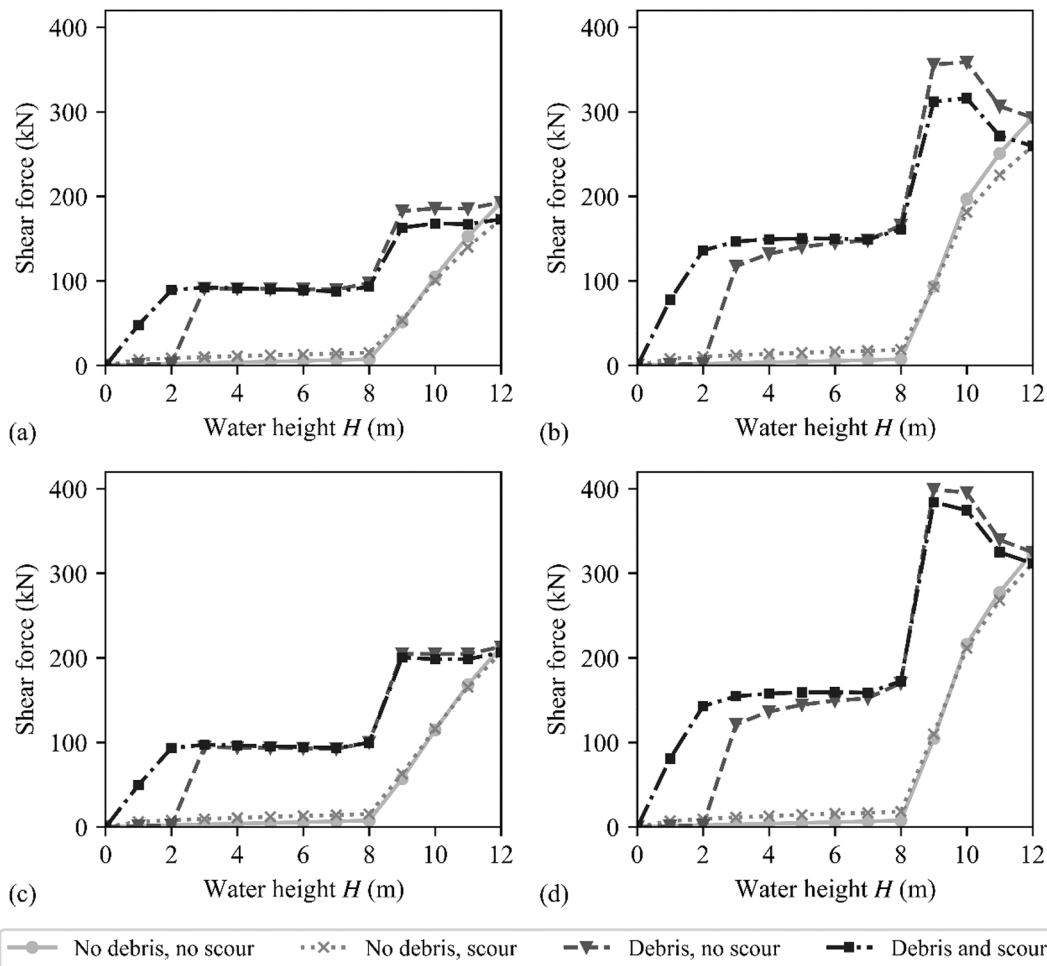 400
300
200
100
0
Shear force (kN)
0 2 4 6 8 10 12
Water height H (m)
(a)
400
300
200
100
0
Shear force (kN)
0 2 4 6 8 10 12
Water height H (m)
(b)
400
300
200
100
0
Shear force (kN)
0 2 4 6 8 10 12
Water height H (m)
(c)
400
300
200
100
0
Shear force (kN)
0 2 4 6 8 10 12
Water height H (m)
(d)
No debris, no scour No debris, scour Debris, no scour Debris and scour